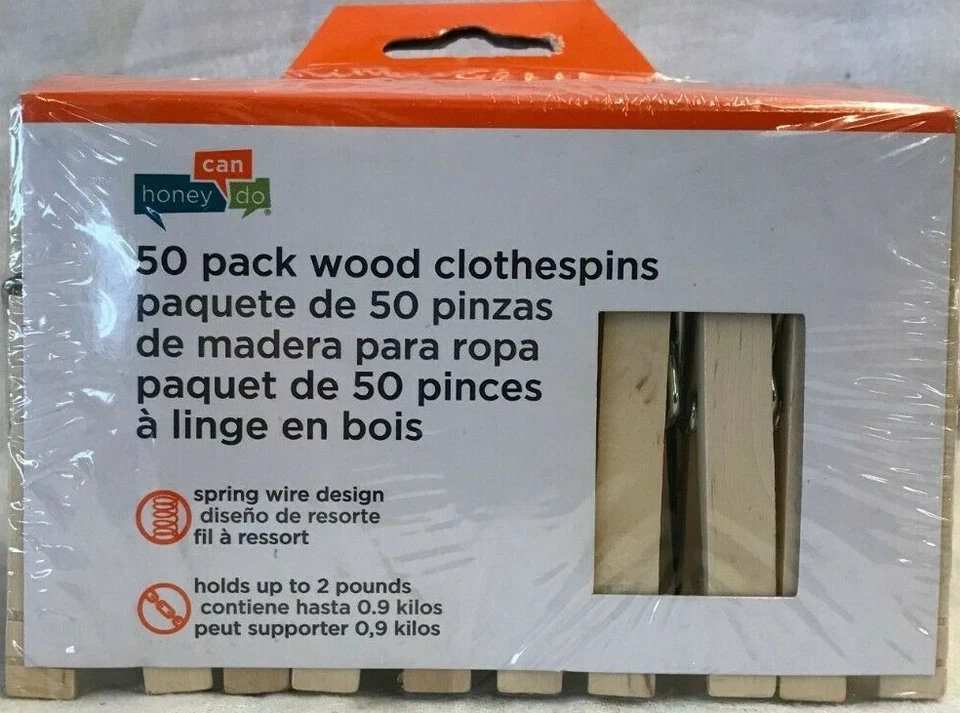 can
honey do®
50 pack wood clothespins
paquete de 50 pinzas
de madera para ropa
paquet de 50 pinces
à linge en bois
spring wire design
diseño de resorte
fil à ressort
holds up to 2 pounds
contiene hasta 0.9 kilos
peut supporter 0,9 kilos